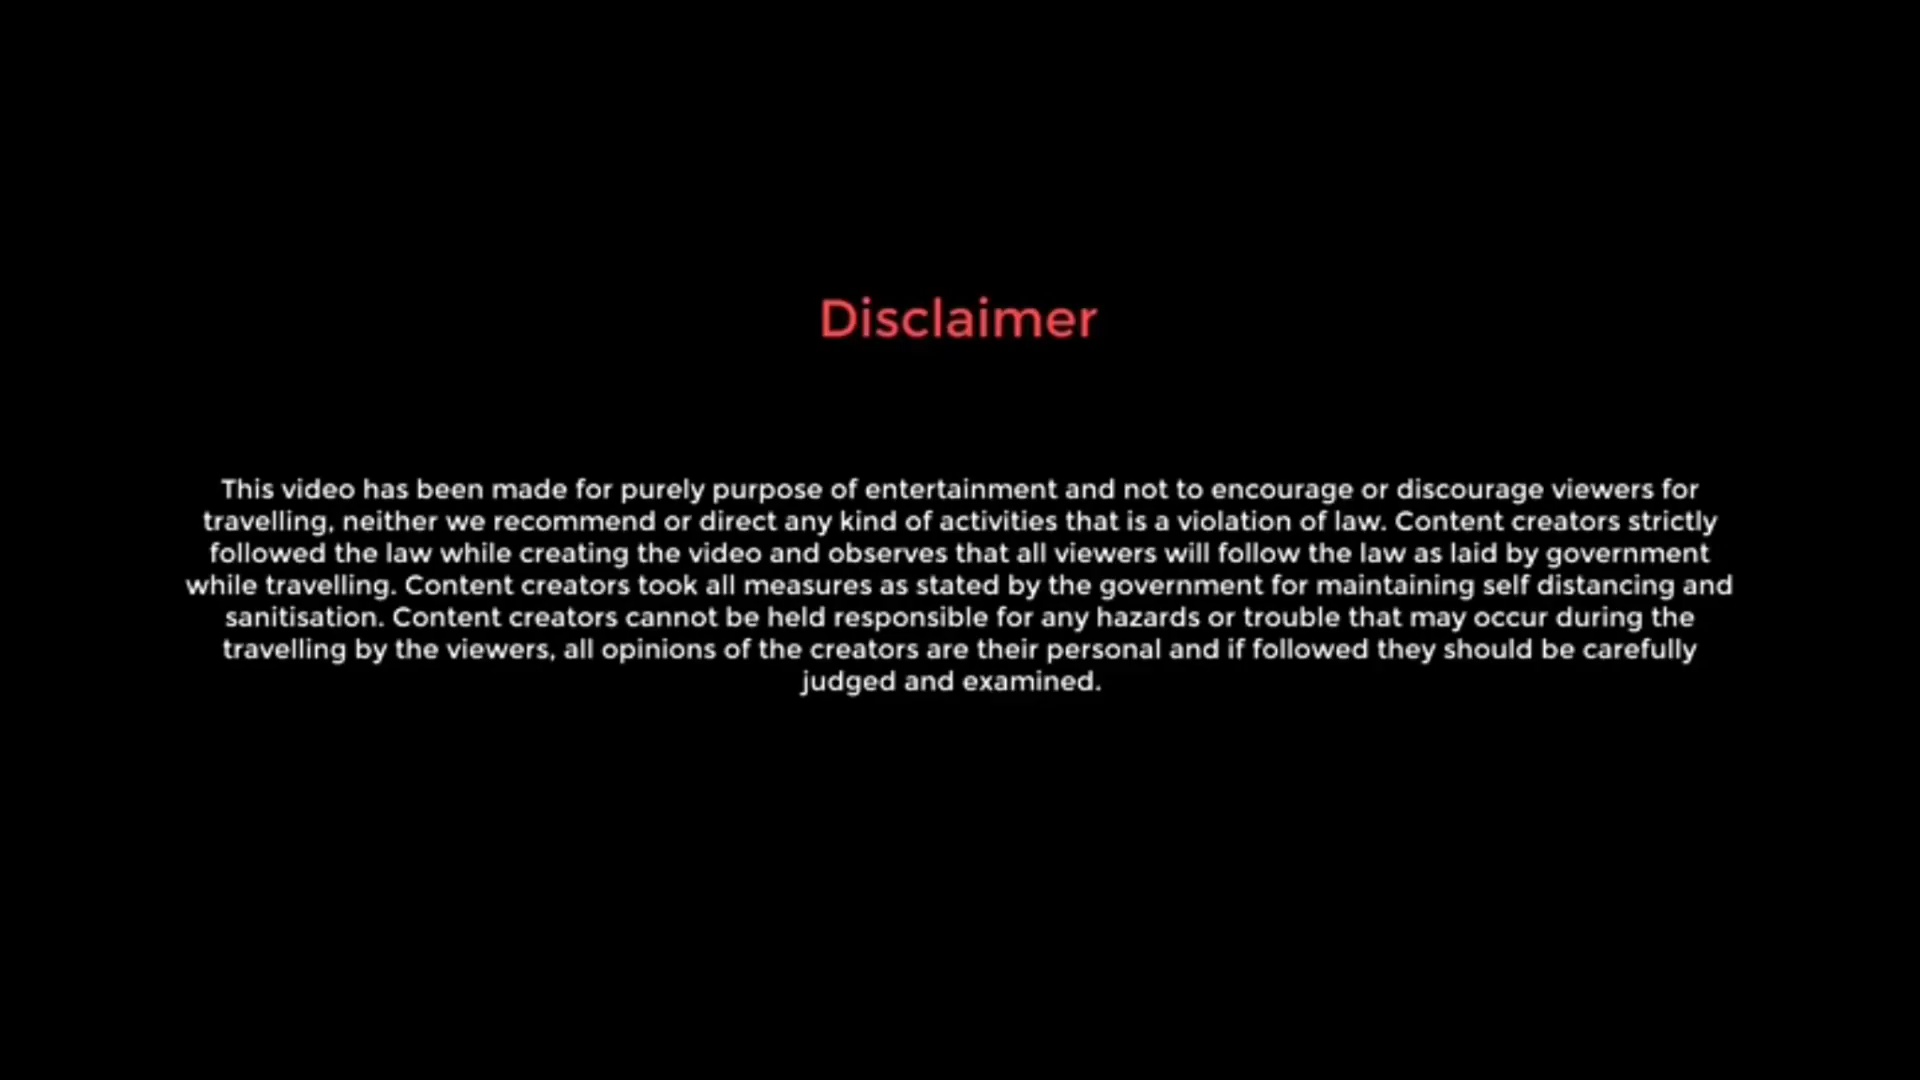 Disclaimer
This video has been made for purely purpose of entertainment and not to encourage or discourage viewers for
travelling, neither we recommend or direct any kind of activities that is a violation of law. Content creators strictly
followed the law while creating the video and observes that all viewers will follow the law as laid by government
while travelling. Content creators took all measures as stated by the government for maintaining self distancing and
sanitisation. Content creators cannot be held responsible for any hazards or trouble that may occur during the
travelling by the viewers, all opinions of the creators are their personal and if followed they should be carefully
judged and examined.